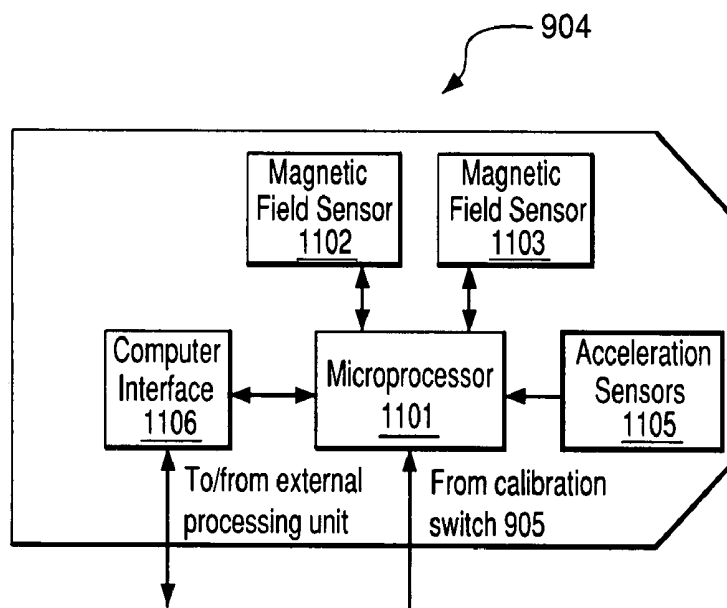 904
Magnetic
Field Sensor
1102
Magnetic
Field Sensor
1103
Computer
Interface
1106
Microprocessor
1101
Acceleration
Sensors
1105
To/from external
processing unit
From calibration
switch 905